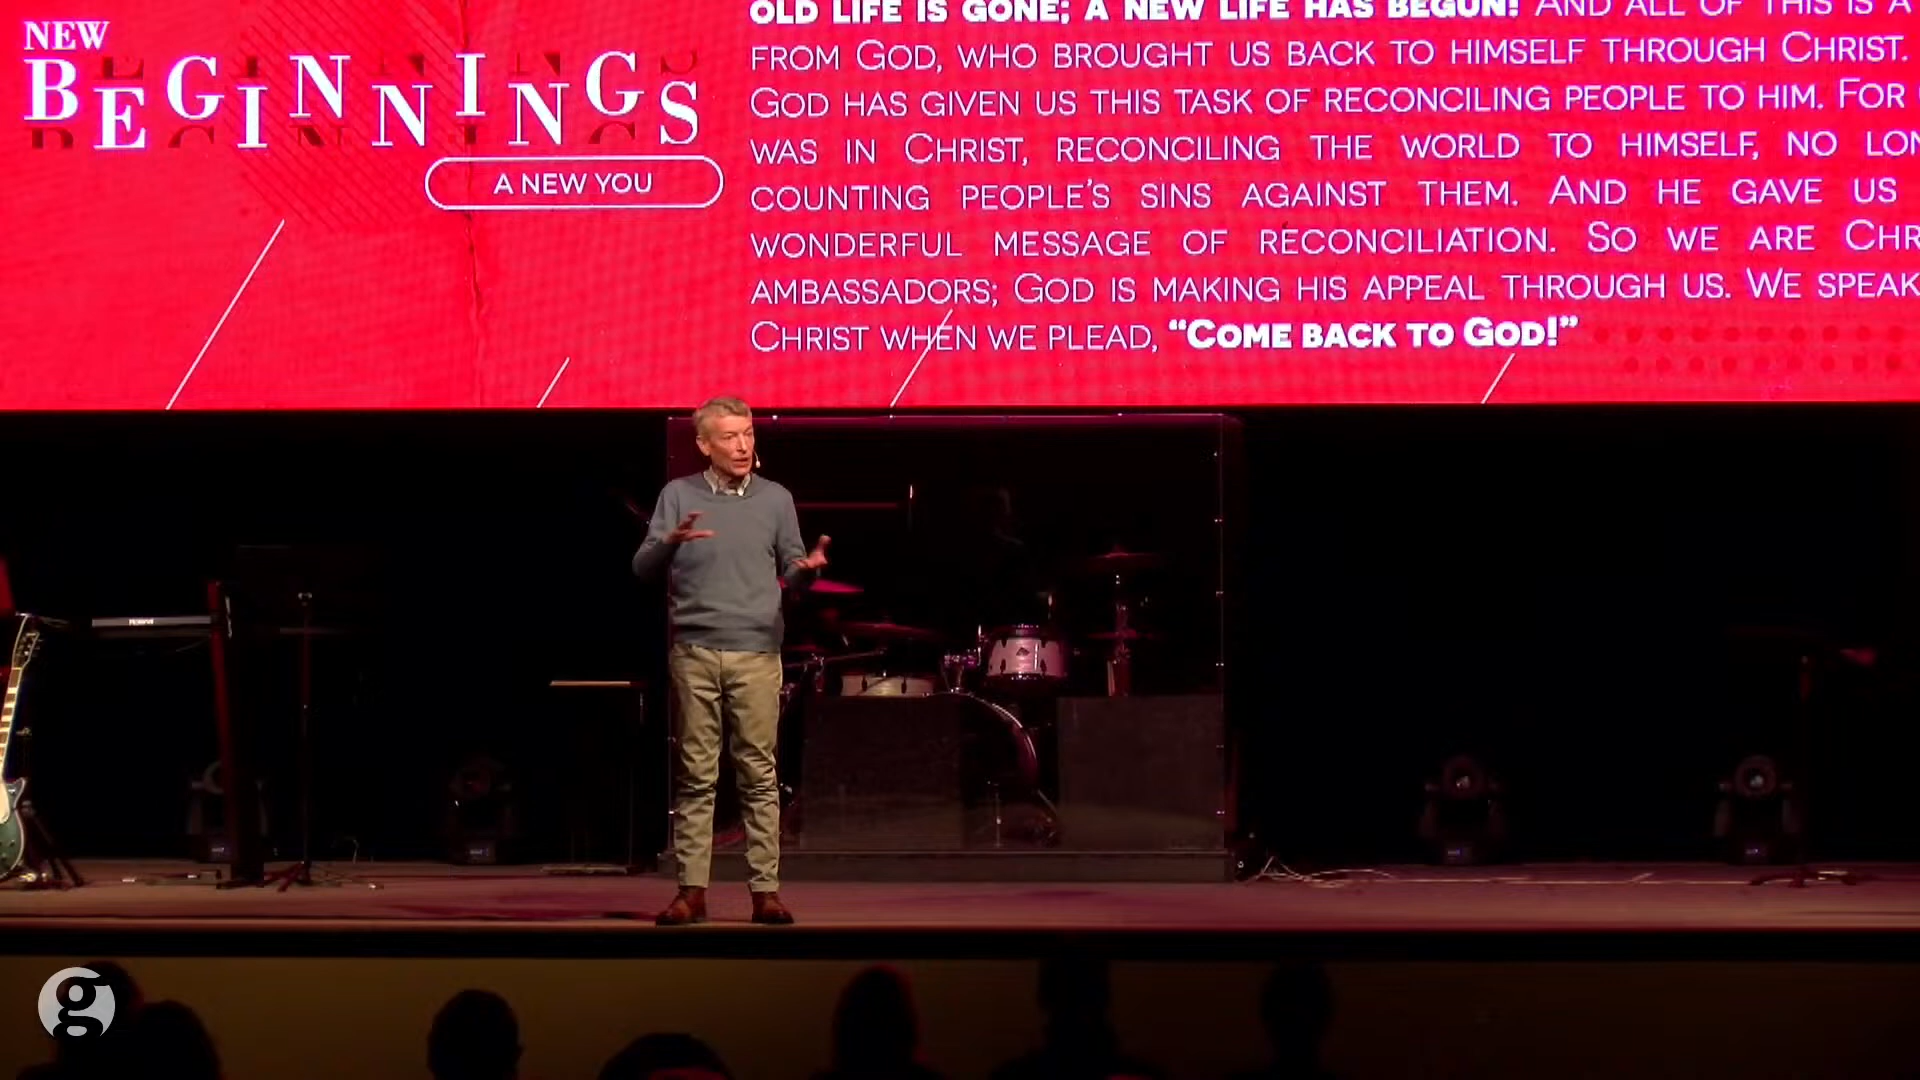 NEW
BEGINNINGS
A NEW YOU
OLD LIFE IS GONE; A NEW LIFE HAS BEGUN! AND ALL OF THIS IS A
FROM GOD, WHO BROUGHT US BACK TO HIMSELF THROUGH CHRIST.
GOD HAS GIVEN US THIS TASK OF RECONCILING PEOPLE TO HIM. FOR
WAS IN CHRIST, RECONCILING THE WORLD TO HIMSELF, NO
COUNTING PEOPLE'S SINS AGAINST THEM. AND HE GAVE US
WONDERFUL MESSAGE OF RECONCILIATION. SO WE ARE
AMBASSADORS; GOD IS MAKING HIS APPEAL THROUGH US. WE SPEAK
CHRIST WHEN WE PLEAD, “COME BACK TO GOD!”
Roland
g